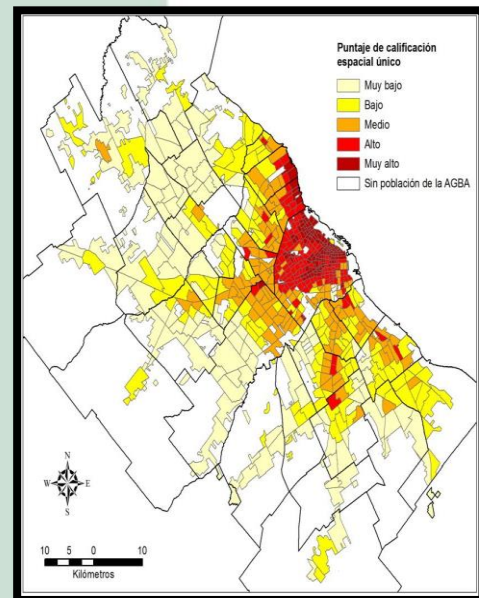 Puntaje de calificación
espacial único
Muy bajo
Bajo
Medio
Alto
Muy alto
Sin población de la AGBA
N
W E
S
10 5 0 10
Kilómetros